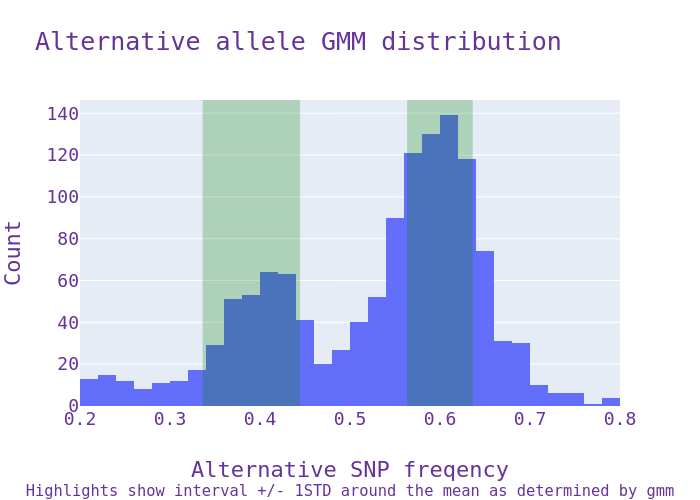 Alternative allele GMM distribution
140
120
100
80
60
40
20
0
Count
0.2 0.3 0.4 0.5 0.6 0.7 0.8
Alternative SNP freqency
Highlights show interval +/- 1STD around the mean as determined by gmm